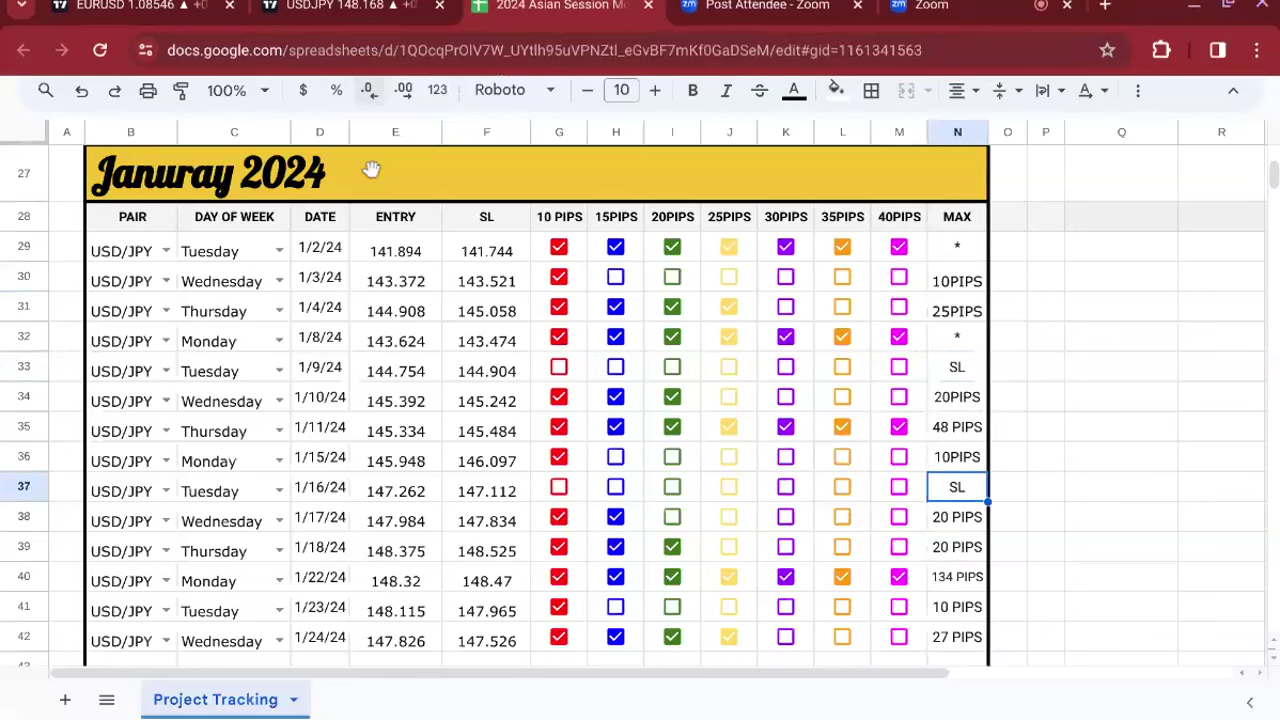 EURUSD 1.08546 ▲ +0
USDJPY 148.168 ▲ +0
2024 Asian Session M
Post Attendee - Zoom
Zoom
docs.google.com/spreadsheets/d/1QOcqPrOlV7W_UYtlh95uVPNZtl_eGvBF7mKf0GaDSeM/edit#gid=1161341563
100% $ % .0 .00 123 Roboto 10 B I A
A B C D E F G H I J K L M N O P Q R
27 Januray 2024
28 PAIR DAY OF WEEK DATE ENTRY SL 10 PIPS 15PIPS 20PIPS 25PIPS 30PIPS 35PIPS 40PIPS MAX
29 USD/JPY Tuesday 1/2/24 141.894 141.744 *
30 USD/JPY Wednesday 1/3/24 143.372 143.521 10PIPS
31 USD/JPY Thursday 1/4/24 144.908 145.058 25PIPS
32 USD/JPY Monday 1/8/24 143.624 143.474 *
33 USD/JPY Tuesday 1/9/24 144.754 144.904 SL
34 USD/JPY Wednesday 1/10/24 145.392 145.242 20PIPS
35 USD/JPY Thursday 1/11/24 145.334 145.484 48 PIPS
36 USD/JPY Monday 1/15/24 145.948 146.097 10PIPS
37 USD/JPY Tuesday 1/16/24 147.262 147.112 SL
38 USD/JPY Wednesday 1/17/24 147.984 147.834 20 PIPS
39 USD/JPY Thursday 1/18/24 148.375 148.525 20 PIPS
40 USD/JPY Monday 1/22/24 148.32 148.47 134 PIPS
41 USD/JPY Tuesday 1/23/24 148.115 147.965 10 PIPS
42 USD/JPY Wednesday 1/24/24 147.826 147.526 27 PIPS
Project Tracking